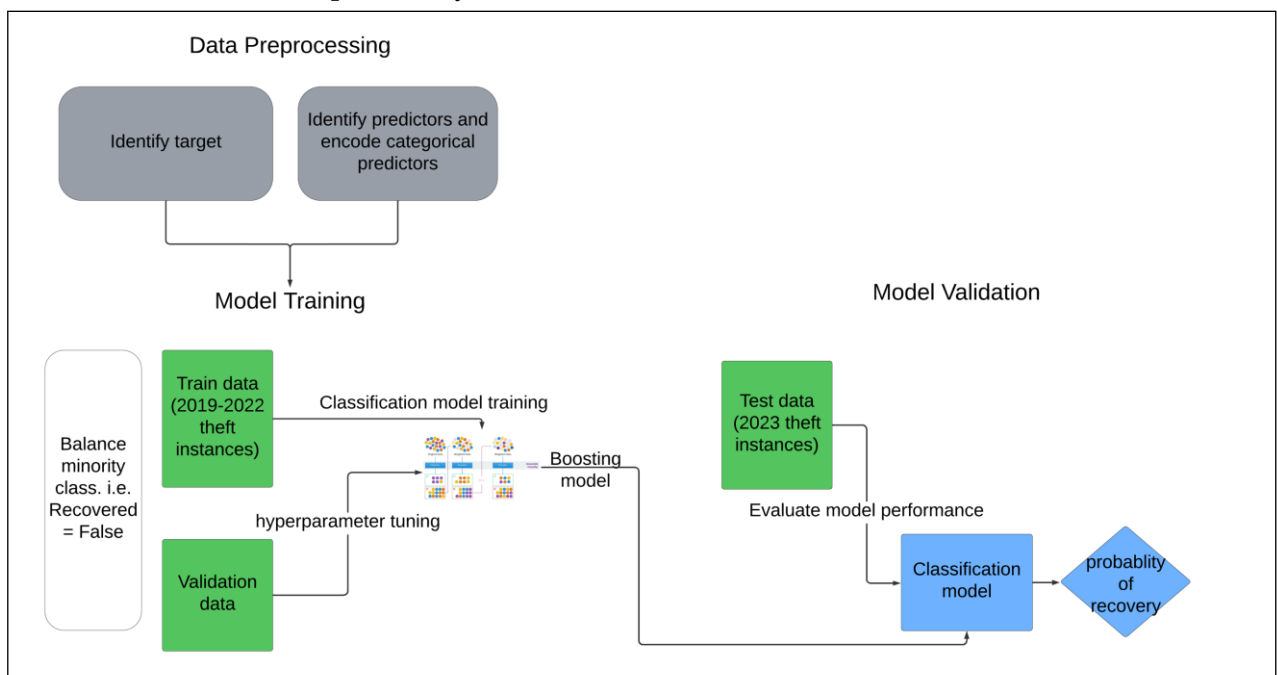 Data Preprocessing
Identify target
Identify predictors and
encode categorical
predictors
Model Training
Model Validation
Balance
minority
class. i.e.
Recovered
= False
Train data
(2019-2022
theft
instances)
Classification model training
Boosting
model
hyperparameter tuning
Validation
data
Test data
(2023 theft
instances)
Evaluate model performance
Classification
model
probablity
of
recovery